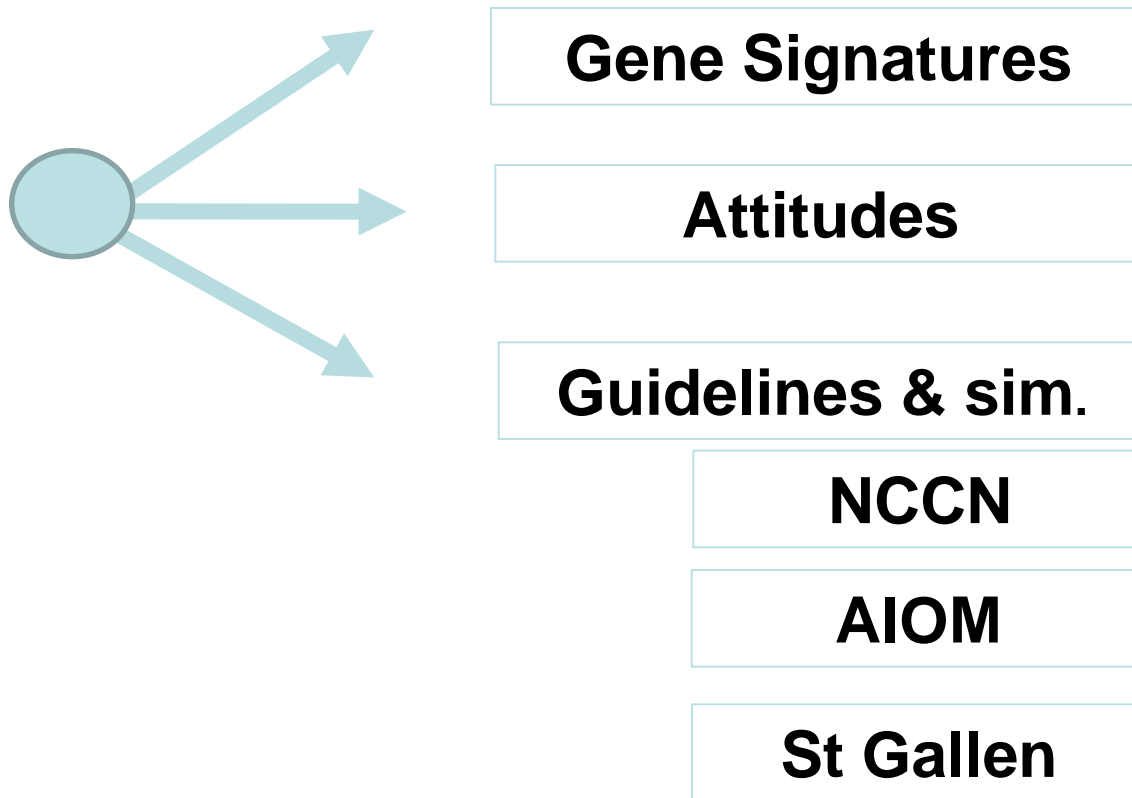 Gene Signatures
Attitudes
Guidelines & sim.
NCCN
AIOM
St Gallen